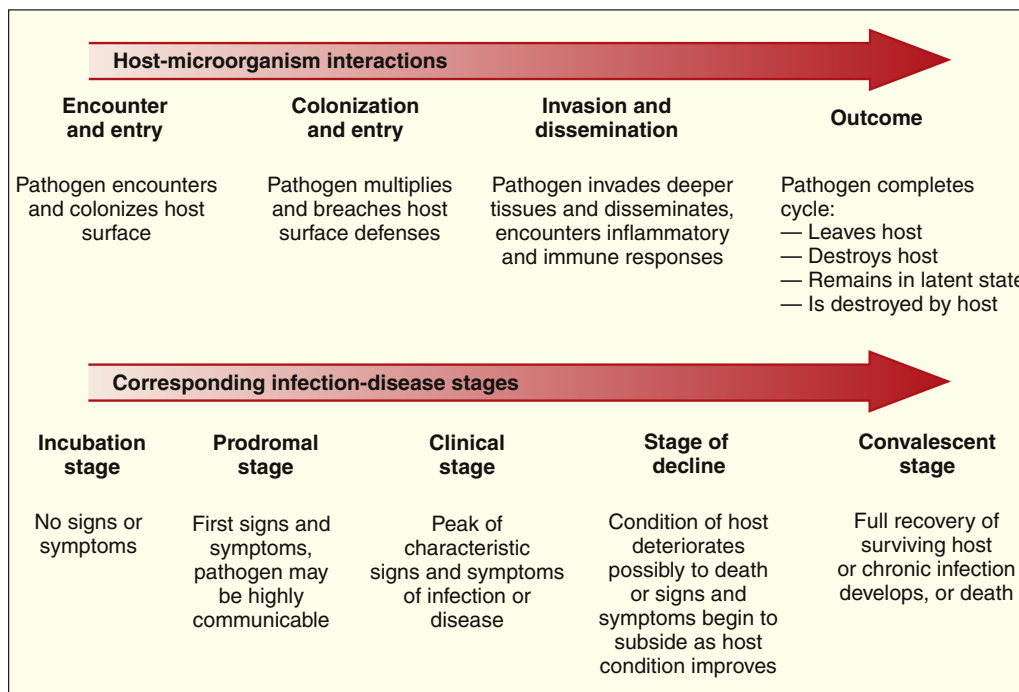 Host-microorganism interactions
Encounter
and entry
Pathogen encounters
and colonizes host
surface
Colonization
and entry
Pathogen multiplies
and breaches host
surface defenses
Invasion and
dissemination
Pathogen invades deeper
tissues and disseminates,
encounters inflammatory
and immune responses
Outcome
Pathogen completes
cycle:
— Leaves host
— Destroys host
— Remains in latent state
— Is destroyed by host
Corresponding infection-disease stages
Incubation
stage
No signs or
symptoms
Prodromal
stage
First signs and
symptoms,
pathogen may
be highly
communicable
Clinical
stage
Peak of
characteristic
signs and symptoms
of infection or
disease
Stage of
decline
Condition of host
deteriorates
possibly to death
or signs and
symptoms begin to
subside as host
condition improves
Convalescent
stage
Full recovery of
surviving host
or chronic infection
develops, or death